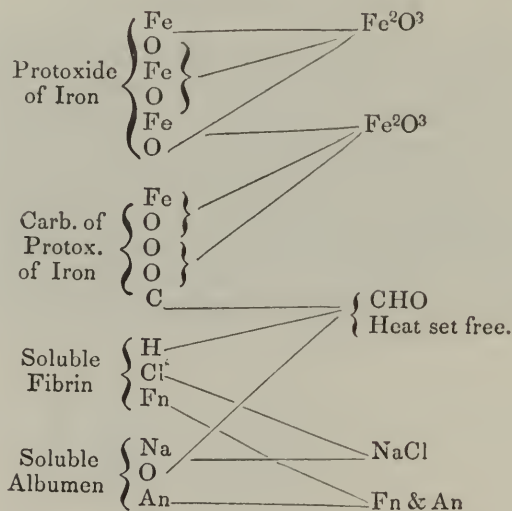 Fe Fe²O³
O
Protoxide Fe
of Iron O
Fe Fe²O³
O
Fe
Carb. of O
Protox. O
of Iron O
C CHO
Heat set free.
Soluble H
Fibrin Cl
Fn
Na NaCl
Soluble O
Albumen An Fn & An